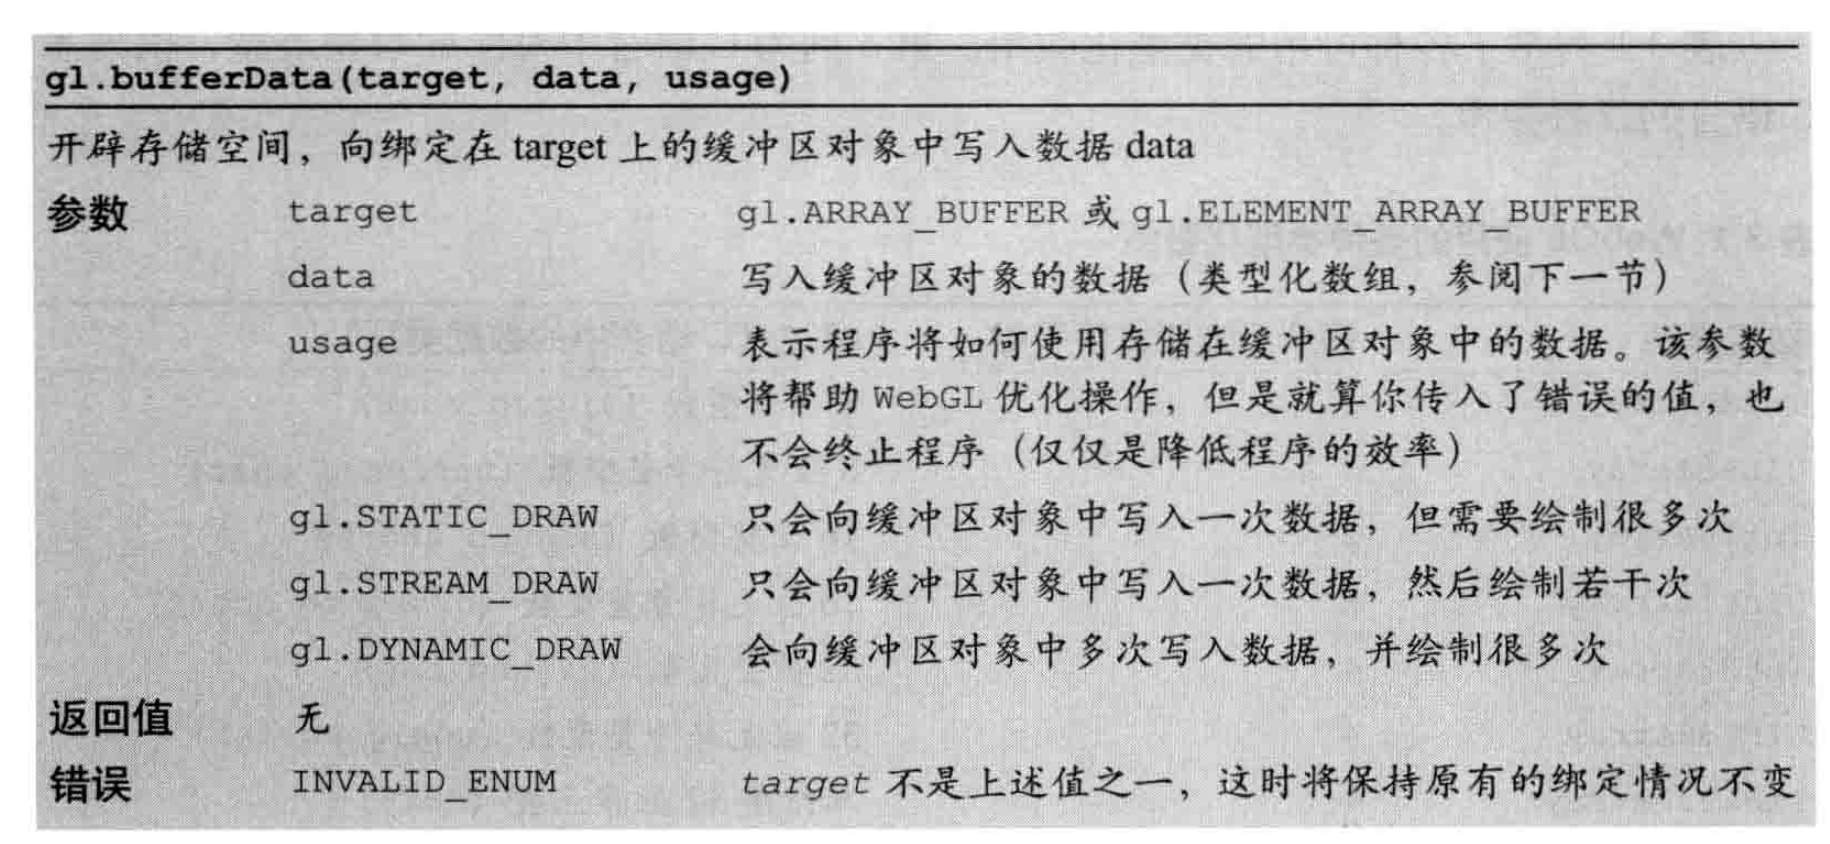 gl.bufferData(target, data, usage)
开辟存储空间，向绑定在 target 上的缓冲区对象中写入数据 data
参数 target gl.ARRAY_BUFFER 或 gl.ELEMENT_ARRAY_BUFFER
data 写入缓冲区对象的数据（类型化数组，参阅下一节）
usage 表示程序将如何使用存储在缓冲区对象中的数据。该参数
将帮助 WebGL 优化操作，但是就算你传入了错误的值，也
不会终止程序（仅仅是降低程序的效率）
gl.STATIC_DRAW 只会向缓冲区对象中写入一次数据，但需要绘制很多次
gl.STREAM_DRAW 只会向缓冲区对象中写入一次数据，然后绘制若干次
gl.DYNAMIC_DRAW 会向缓冲区对象中多次写入数据，并绘制很多次
返回值 无
错误 INVALID_ENUM target 不是上述值之一，这时将保持原有的绑定情况不变